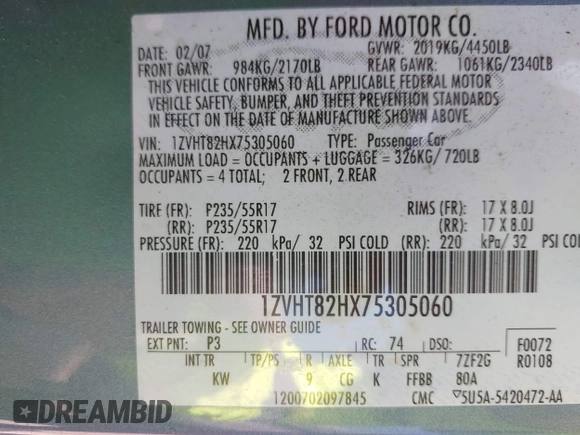 MFD. BY FORD MOTOR CO.
DATE: 02/07 GVWR: 2019KG/4450LB
FRONT GAWR: 984KG/2170LB REAR GAWR: 1061KG/2340LB
THIS VEHICLE CONFORMS TO ALL APPLICABLE FEDERAL MOTOR
VEHICLE SAFETY, BUMPER, AND THEFT PREVENTION STANDARDS
IN EFFECT ON THE DATE OF MANUFACTURE SHOWN ABOVE.
VIN: 1ZVHT82HX75305060 TYPE: Passenger Car
MAXIMUM LOAD = OCCUPANTS + LUGGAGE = 326KG/720LB
OCCUPANTS = 4 TOTAL; 2 FRONT, 2 REAR
TIRE (FR): P235/55R17 RIMS (FR): 17 X 8.0J
(RR): P235/55R17 (RR): 17 X 8.0J
PRESSURE (FR): 220 kPa/ 32 PSI COLD (RR): 220 kPa/ 32 PSI COL
1ZVHT82HX75305060
TRAILER TOWING - SEE OWNER GUIDE
EXT PNT: P3 RC: 74 DSO: F0072
INT TR TP/PS R AXLE TR SPR 7ZF2G R0108
KW 9 CG K FFBB 80A
1200702097845 CMC ▽5U5A-5420472-AA
DREAMBID
STOP OVERPAYING AT AUCTIONS